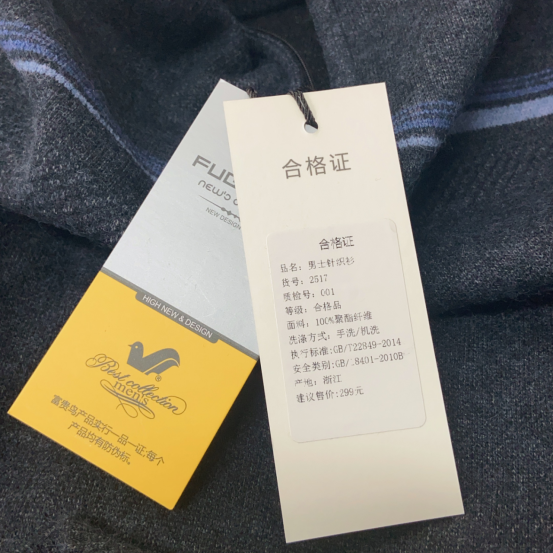 FUG
new's
NEW DESIGN
HIGH NEW & DESIGN
Best collection
men's
富贵鸟产品实行一品一证,每个
产品均有防伪标。
合格证
合格证
品名: 男士针织衫
货号: 2517
质检号: G01
等级: 合格品
面料: 100%聚酯纤维
洗涤方式: 手洗/机洗
执行标准:GB/T22849-2014
安全类别:GB/.8401-2010B
产地: 浙江
建议售价:299元